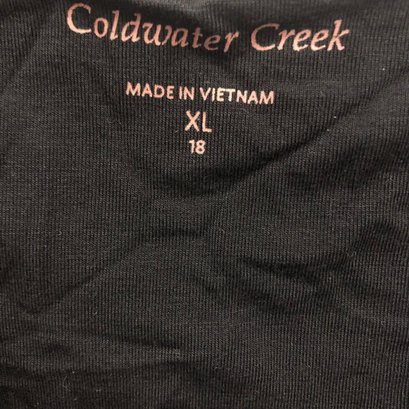 Coldwater Creek
MADE IN VIETNAM
XL
18